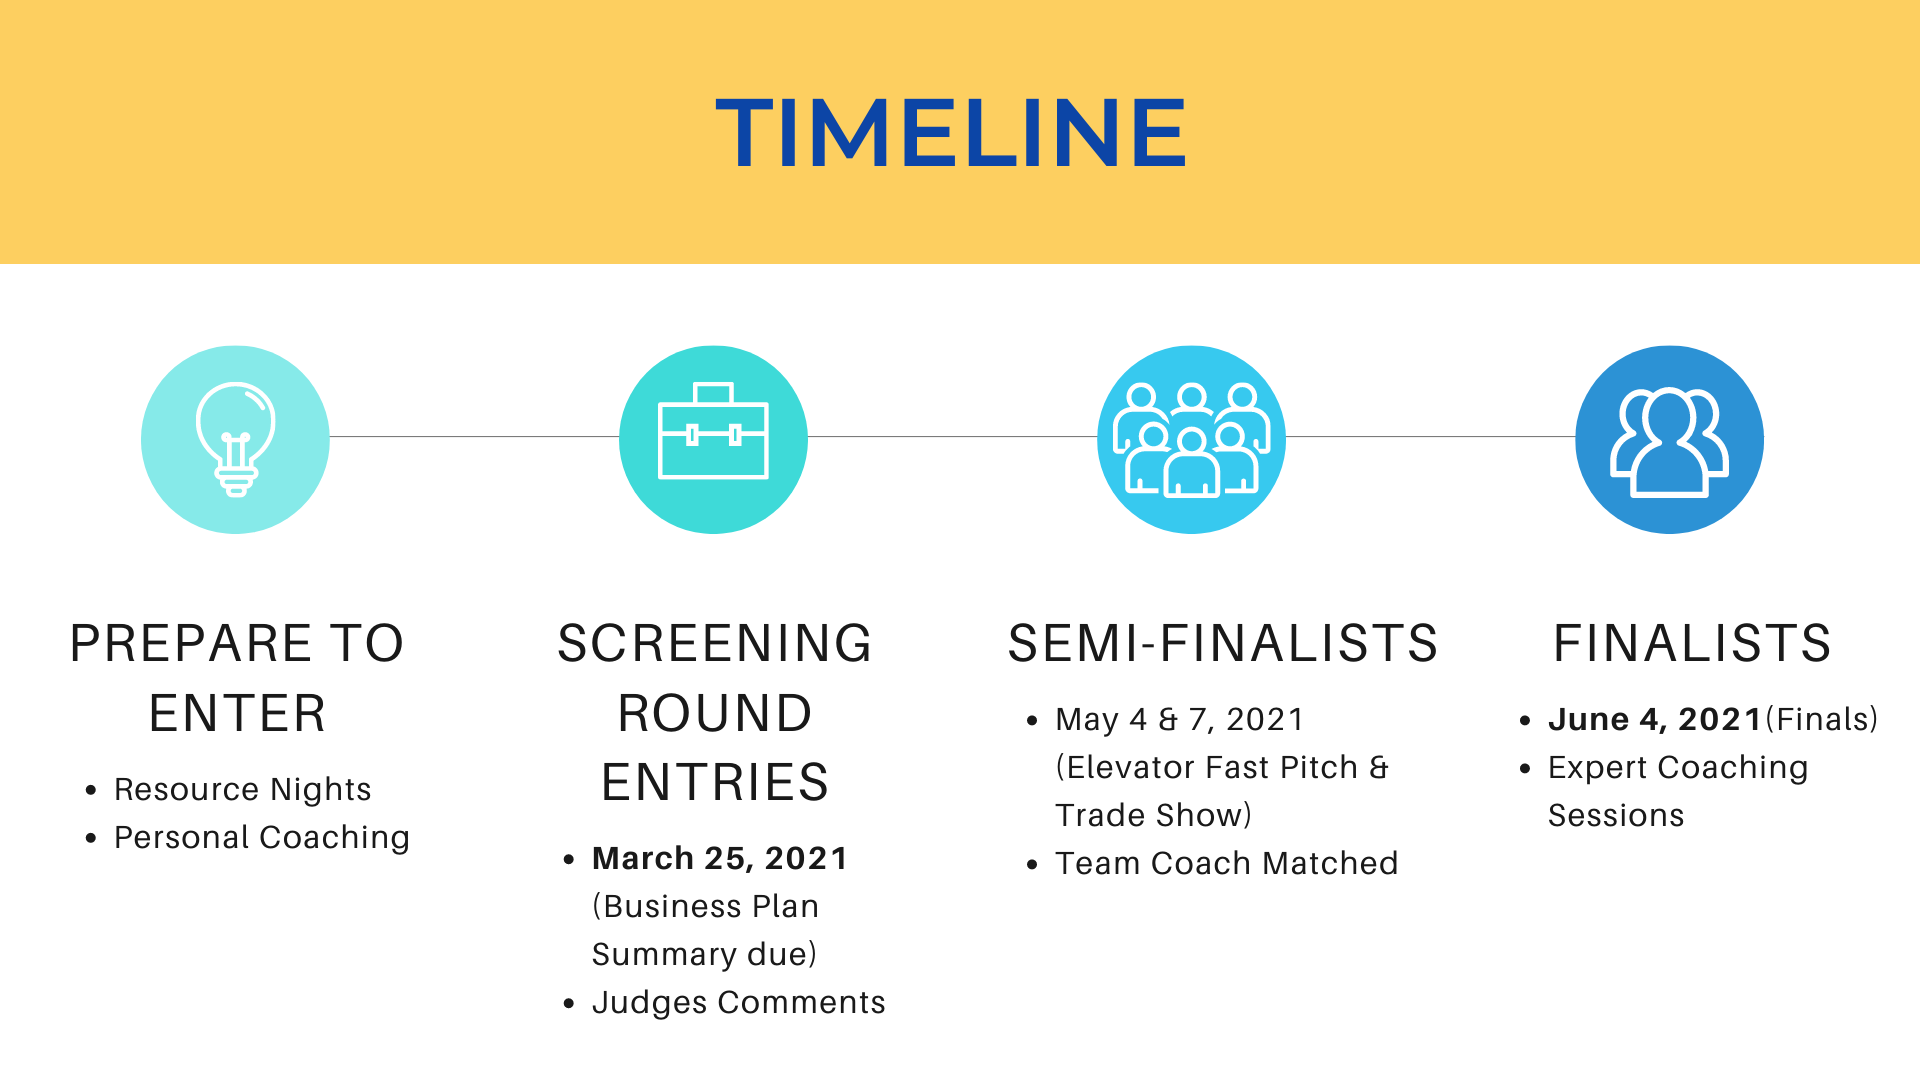 TIMELINE
PREPARE TO
ENTER
• Resource Nights
• Personal Coaching
SCREENING
ROUND
ENTRIES
• March 25, 2021
(Business Plan
Summary due)
• Judges Comments
SEMI-FINALISTS
• May 4 & 7, 2021
(Elevator Fast Pitch &
Trade Show)
• Team Coach Matched
FINALISTS
• June 4, 2021(Finals)
• Expert Coaching
Sessions